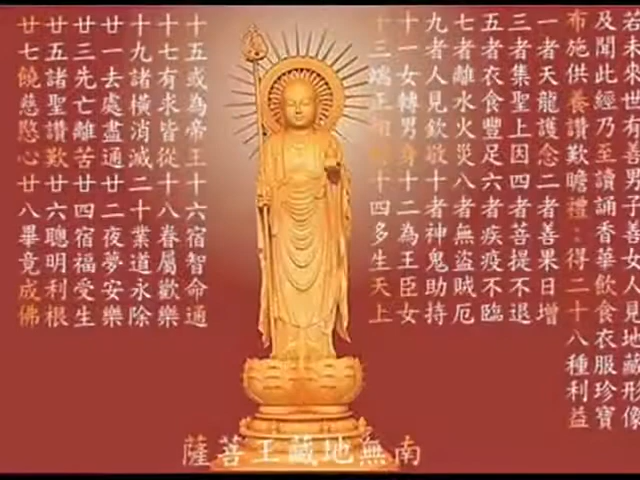 若未來世有善男子善女人見地藏形像
及聞此經乃至讀誦香華飲食衣服珍寶
布施供養讚歎瞻禮：得二十八種利益
一者天龍護念二者善果日增
三者集聖上因四者菩提不退
五者衣食豐足六者疾疫不臨
七者離水火災八者無盜賊厄
九者人見欽敬十者神鬼助持
十一女轉男身十二為王臣女
十三端正相好十四多生天上
十五或為帝王十六宿智命通
十七有求皆從十八眷屬歡樂
十九諸橫消滅二十業道永除
廿一去處盡通廿二夜夢安樂
廿三先亡離苦廿四宿福受生
廿五諸聖讚歎廿六聰明利根
廿七饒慈愍心廿八畢竟成佛
南無地藏王菩薩